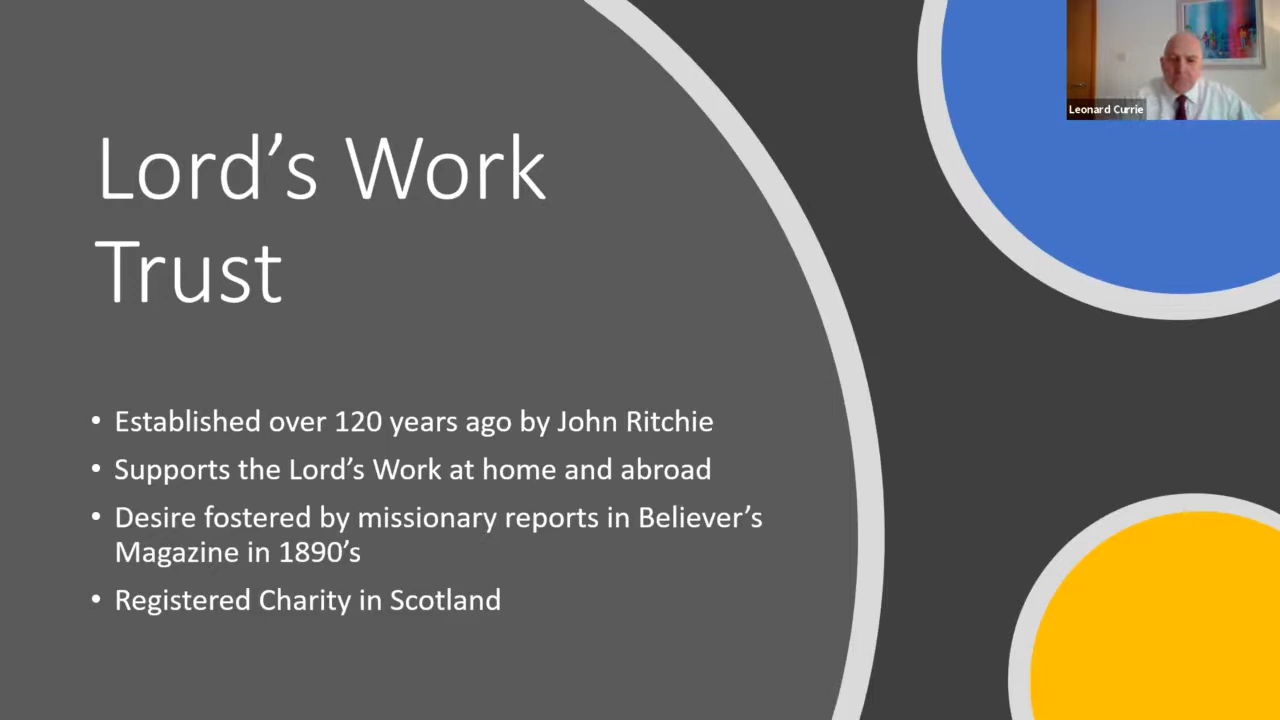 Leonard Currie
Lord’s Work
Trust
• Established over 120 years ago by John Ritchie
• Supports the Lord’s Work at home and abroad
• Desire fostered by missionary reports in Believer’s
Magazine in 1890’s
• Registered Charity in Scotland